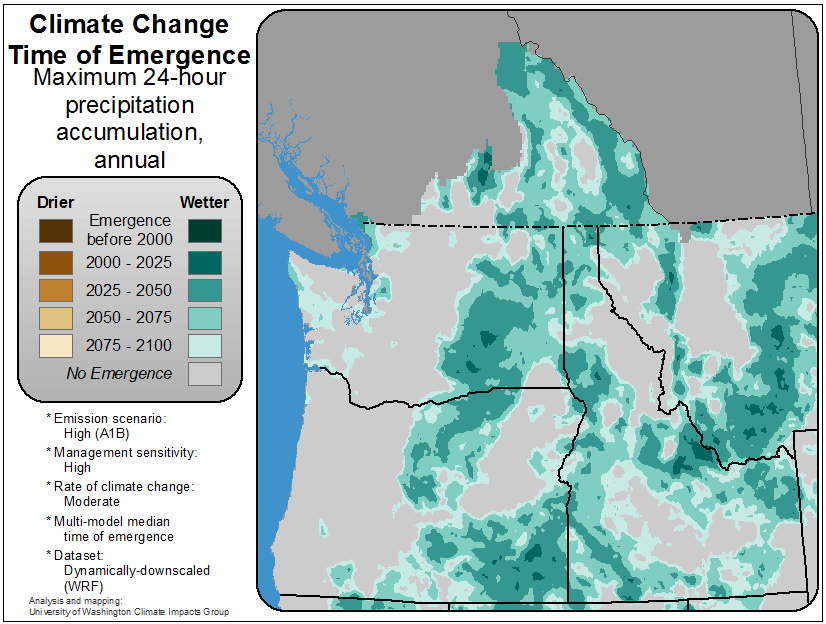 Climate Change
Time of Emergence
Maximum 24-hour
precipitation
accumulation,
annual
Drier
Wetter
Emergence
before 2000
2000 - 2025
2025 - 2050
2050 - 2075
2075 - 2100
No Emergence
* Emission scenario:
High (A1B)
* Management sensitivity:
High
* Rate of climate change:
Moderate
* Multi-model median
time of emergence
* Dataset:
Dynamically-downscaled
(WRF)
Analysis and mapping:
University of Washington Climate Impacts Group